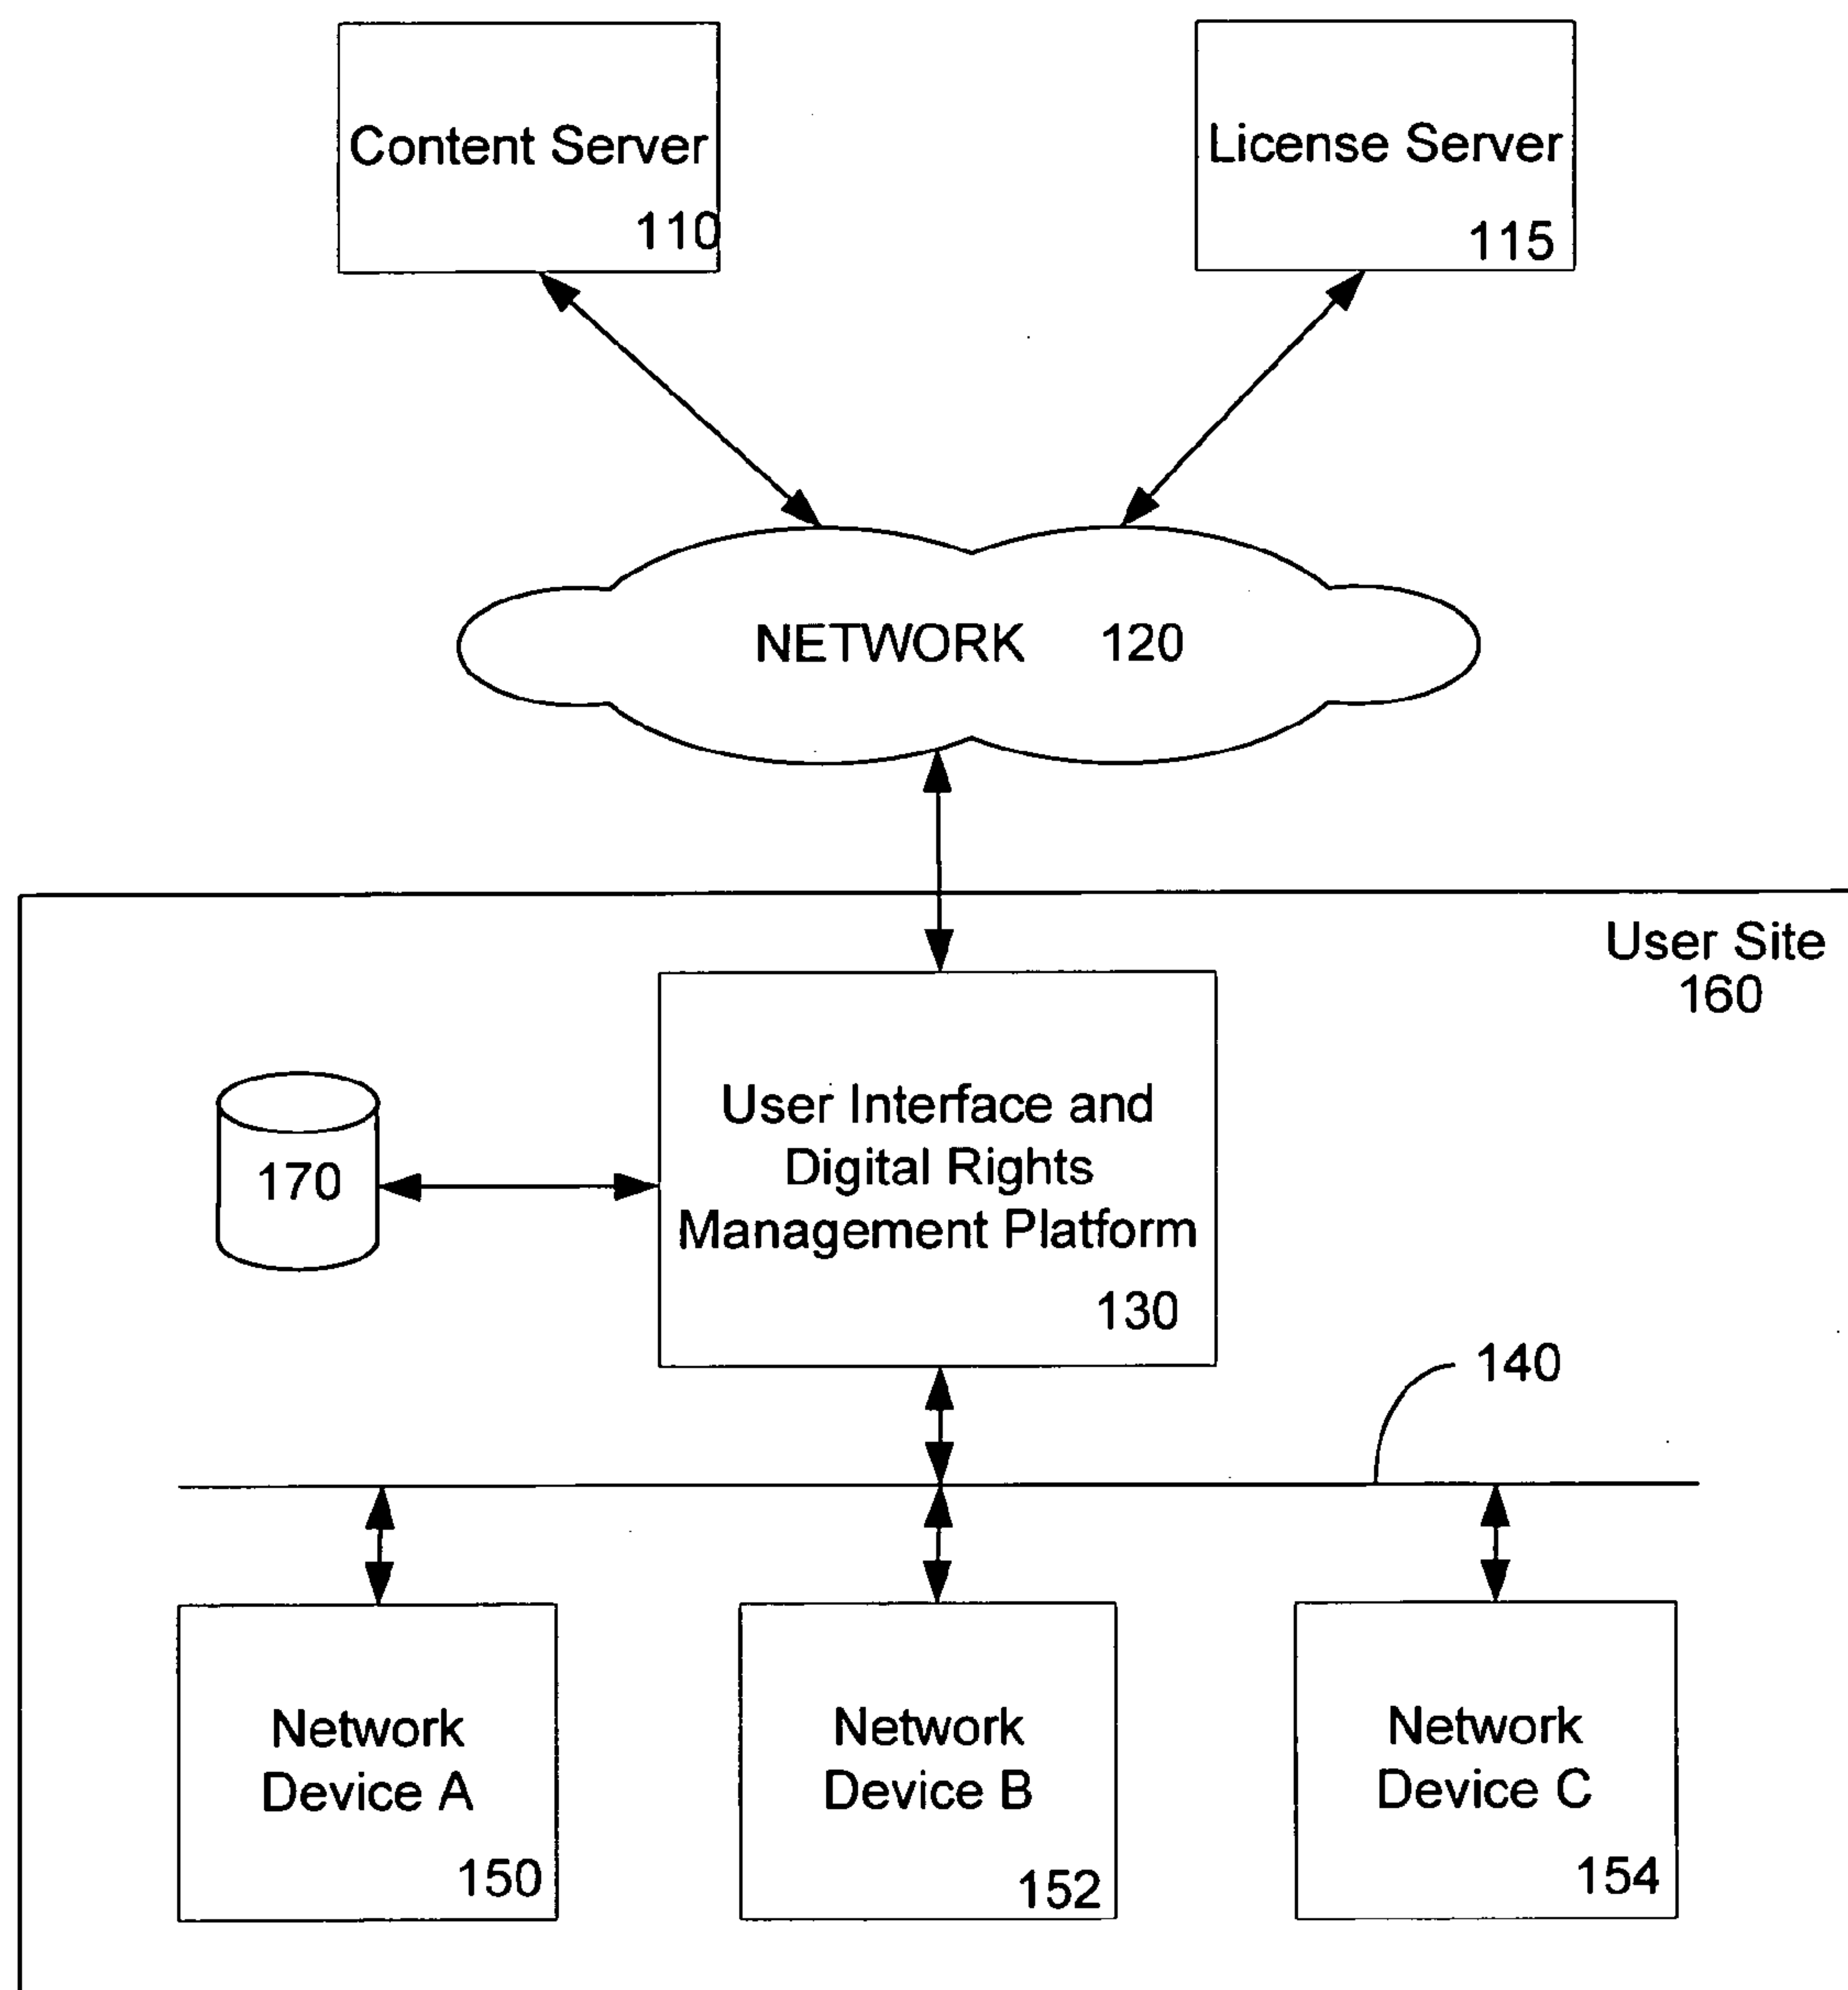 Content Server
110
License Server
115
NETWORK 120
User Site
160
170
User Interface and
Digital Rights
Management Platform
130
140
Network
Device A
150
Network
Device B
152
Network
Device C
154